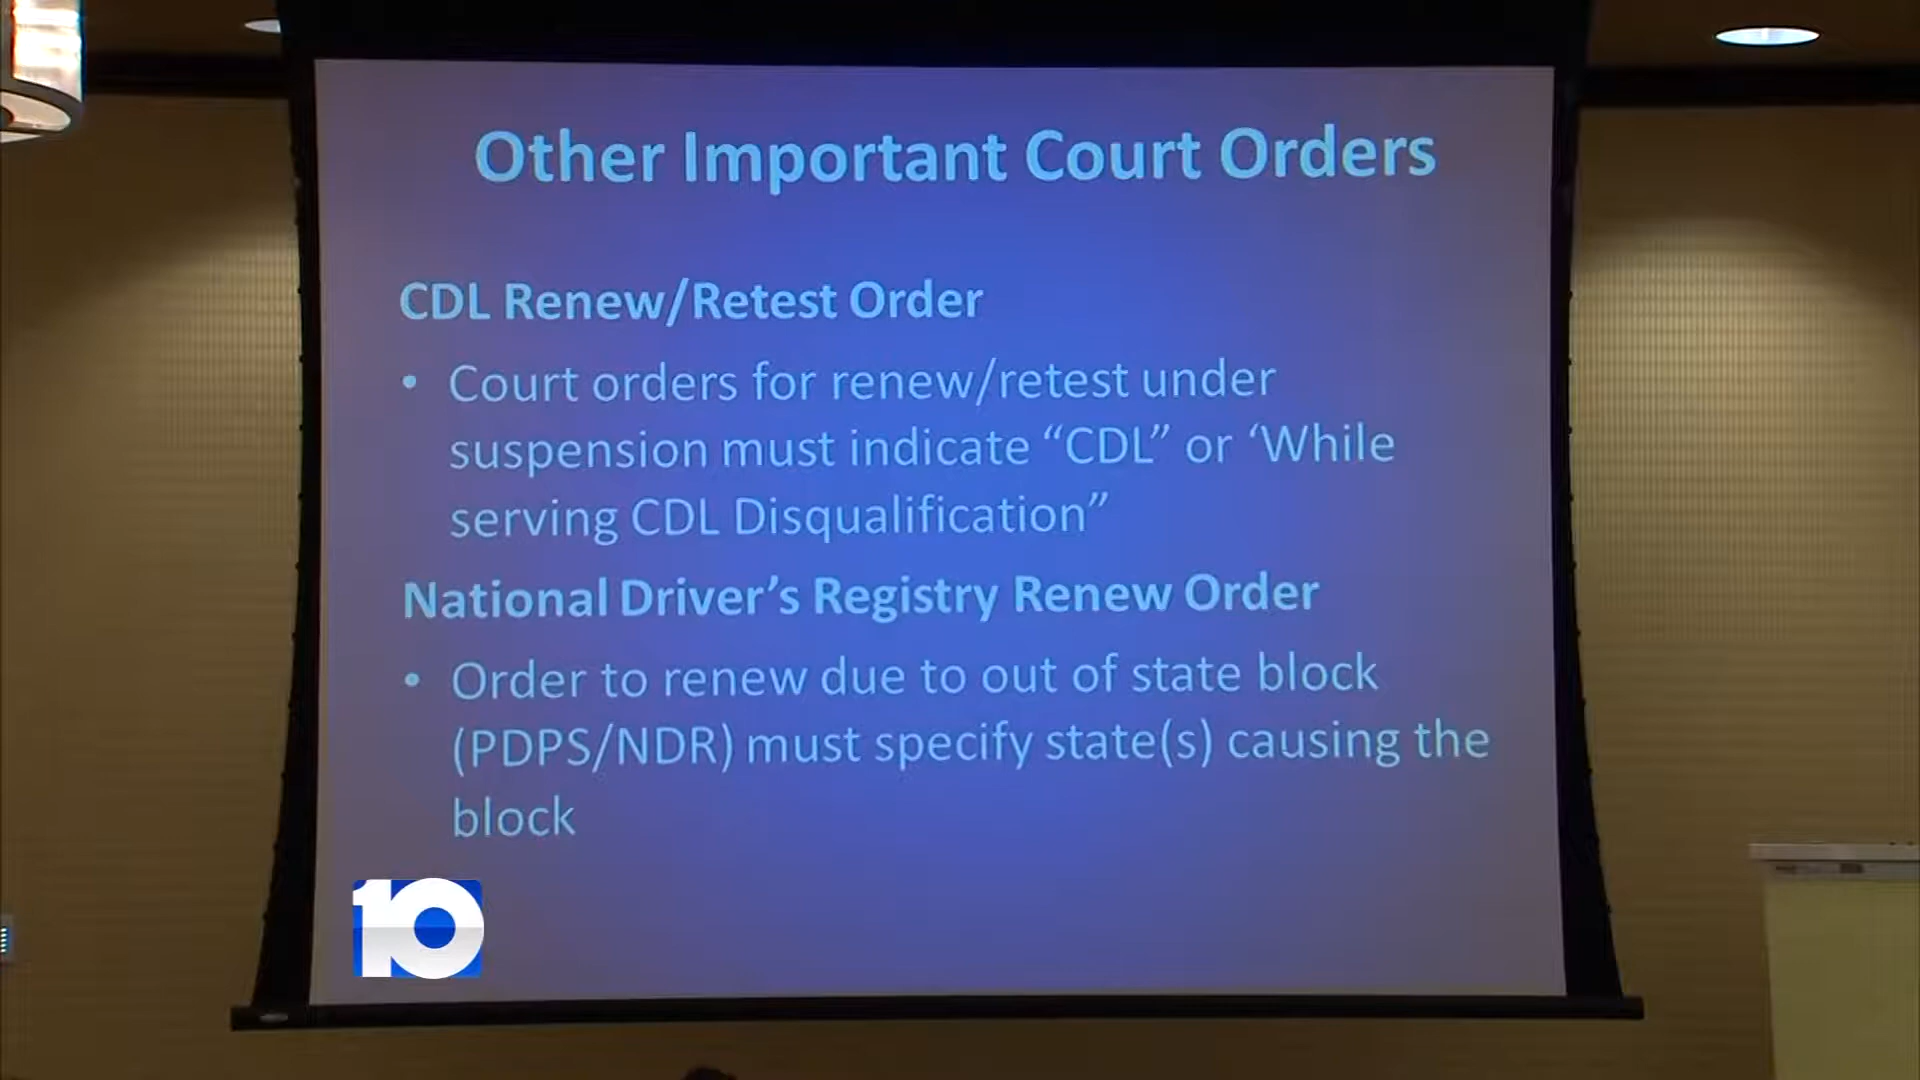 Other Important Court Orders
CDL Renew/Retest Order
• Court orders for renew/retest under
suspension must indicate “CDL” or ‘While
serving CDL Disqualification”
National Driver’s Registry Renew Order
• Order to renew due to out of state block
(PDPS/NDR) must specify state(s) causing the
block
10